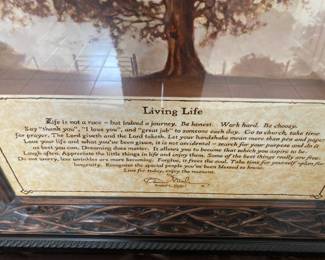 Living Life
Life is not a race – but indeed a journey. Be honest. Work hard. Be choosy.
Say "thank you", "I love you", and "great job" to someone each day. Go to church, take time
for prayer. The Lord giveth and the Lord taketh. Let your handshake mean more than pen and paper.
Love your life and what you've been given, it is not accidental – search for your purpose and do it
as best you can. Dreaming does matter. It allows you to become that which you aspire to be.
Laugh often. Appreciate the little things in life and enjoy them. Some of the best things really are free.
Do not worry, less wrinkles are more becoming. Forgive, it frees the soul. Take time for yourself – plan for
longevity. Recognize the special people you've been blessed to know.
Live for today, enjoy the moment.